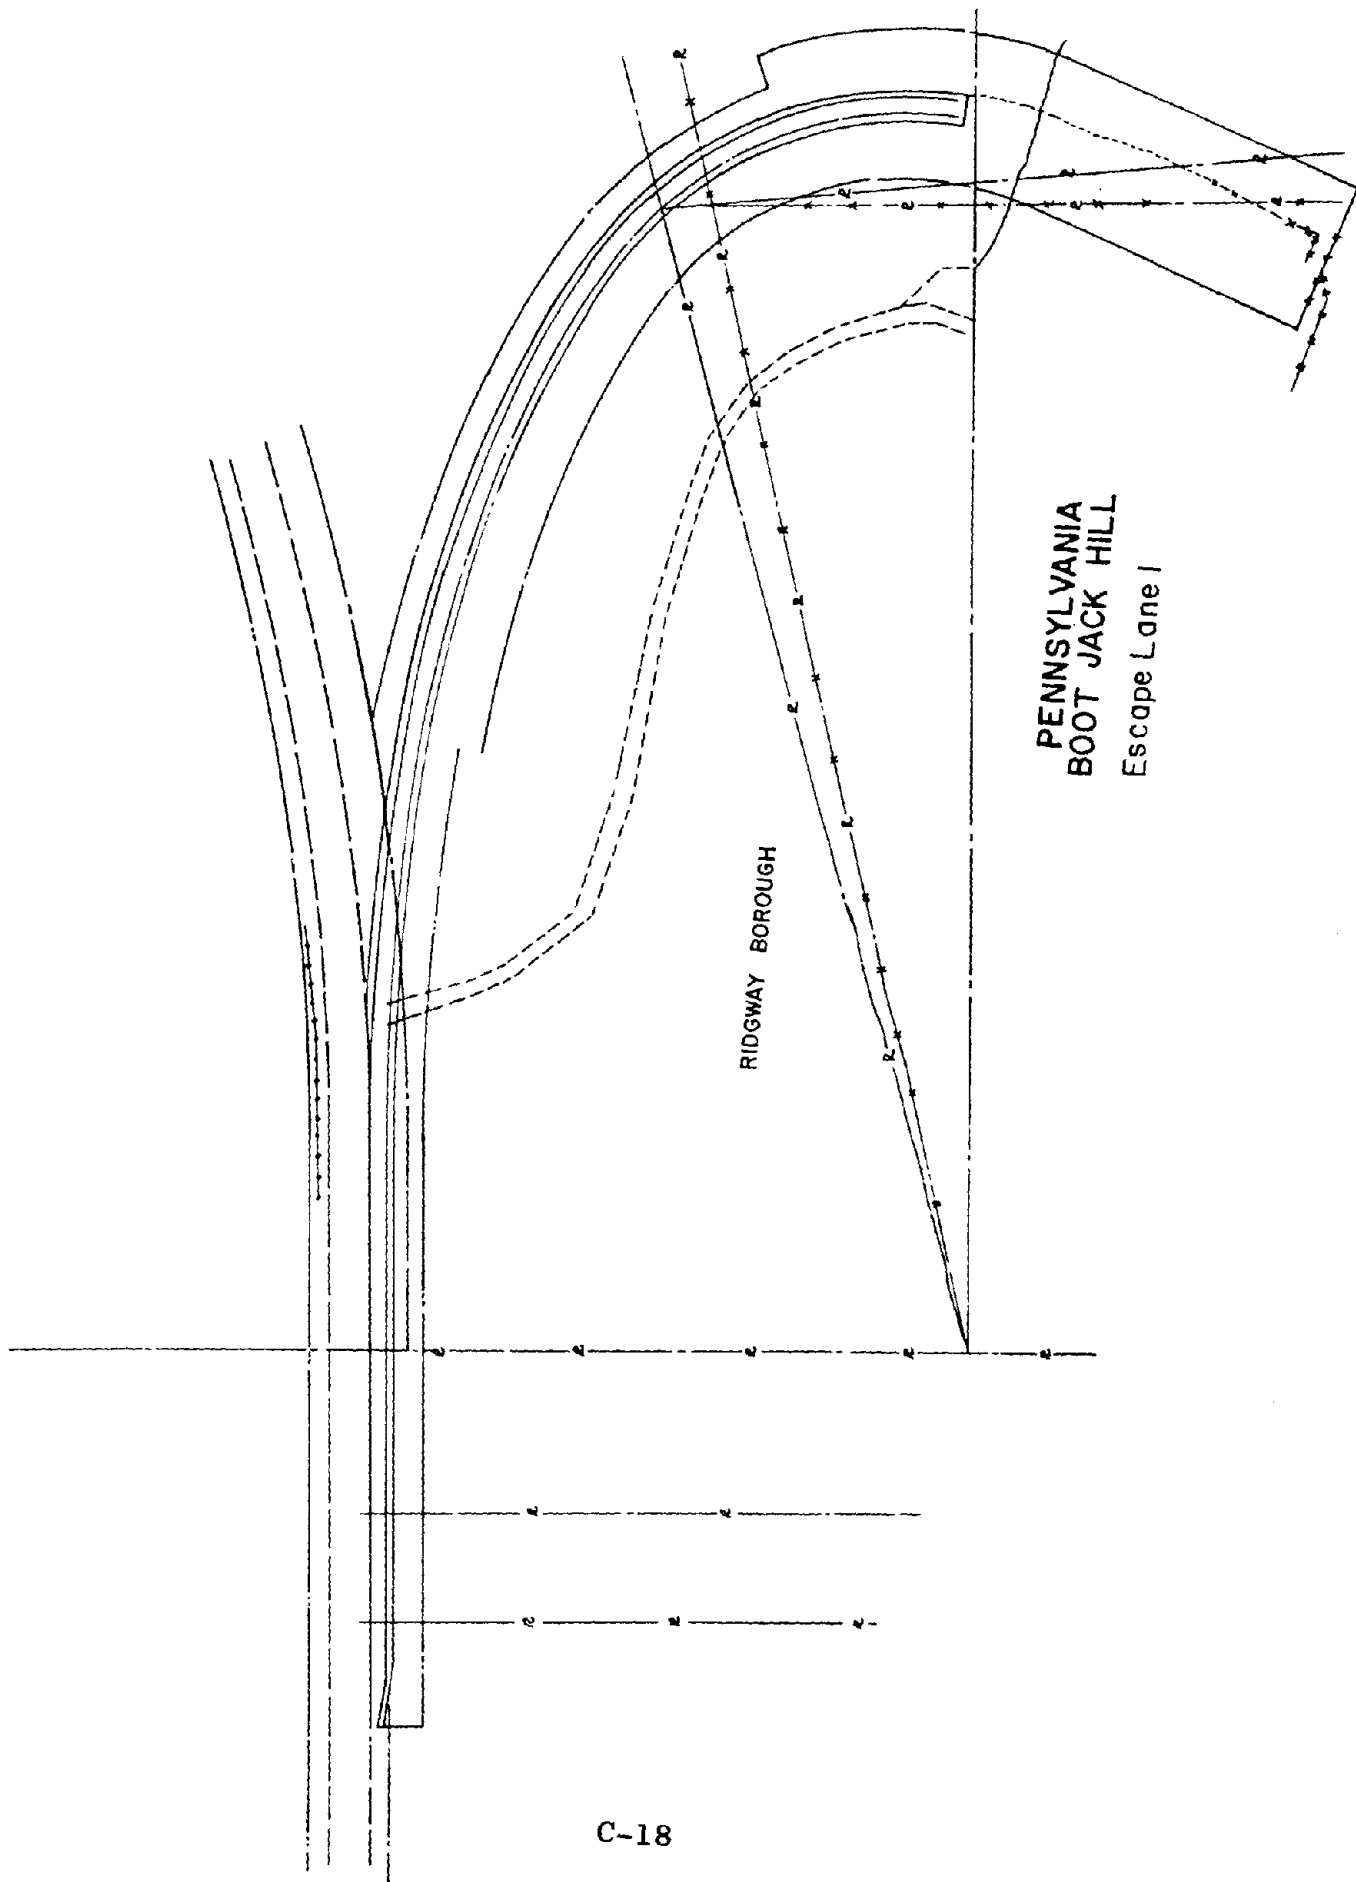 PENNSYLVANIA
BOOT JACK HILL
Escape Lane 1
RIDGWAY BOROUGH
C-18